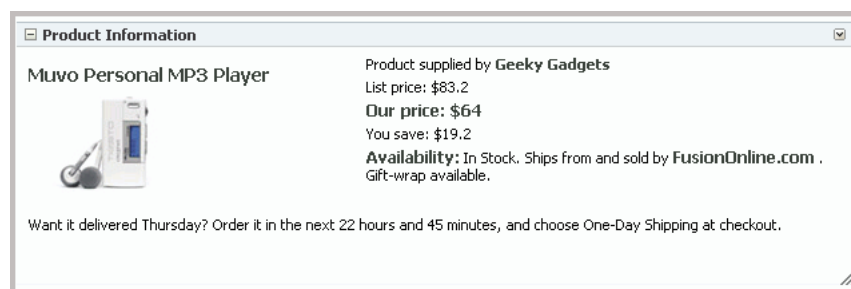 Product Information
Muvo Personal MP3 Player
Product supplied by Geeky Gadgets
List price: $83.2
Our price: $64
You save: $19.2
Availability: In Stock. Ships from and sold by FusionOnline.com .
Gift-wrap available.
Want it delivered Thursday? Order it in the next 22 hours and 45 minutes, and choose One-Day Shipping at checkout.